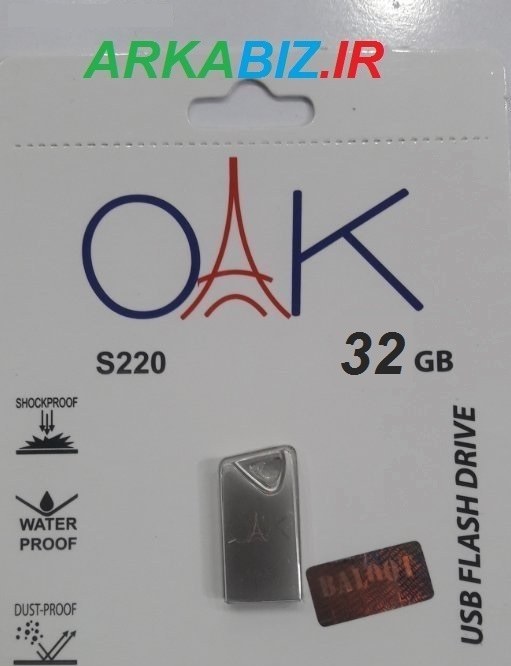 ARKABIZ.IR
OAK
S220
32 GB
SHOCKPROOF
WATER
PROOF
DUST-PROOF
USB FLASH DRIVE
BALOOT